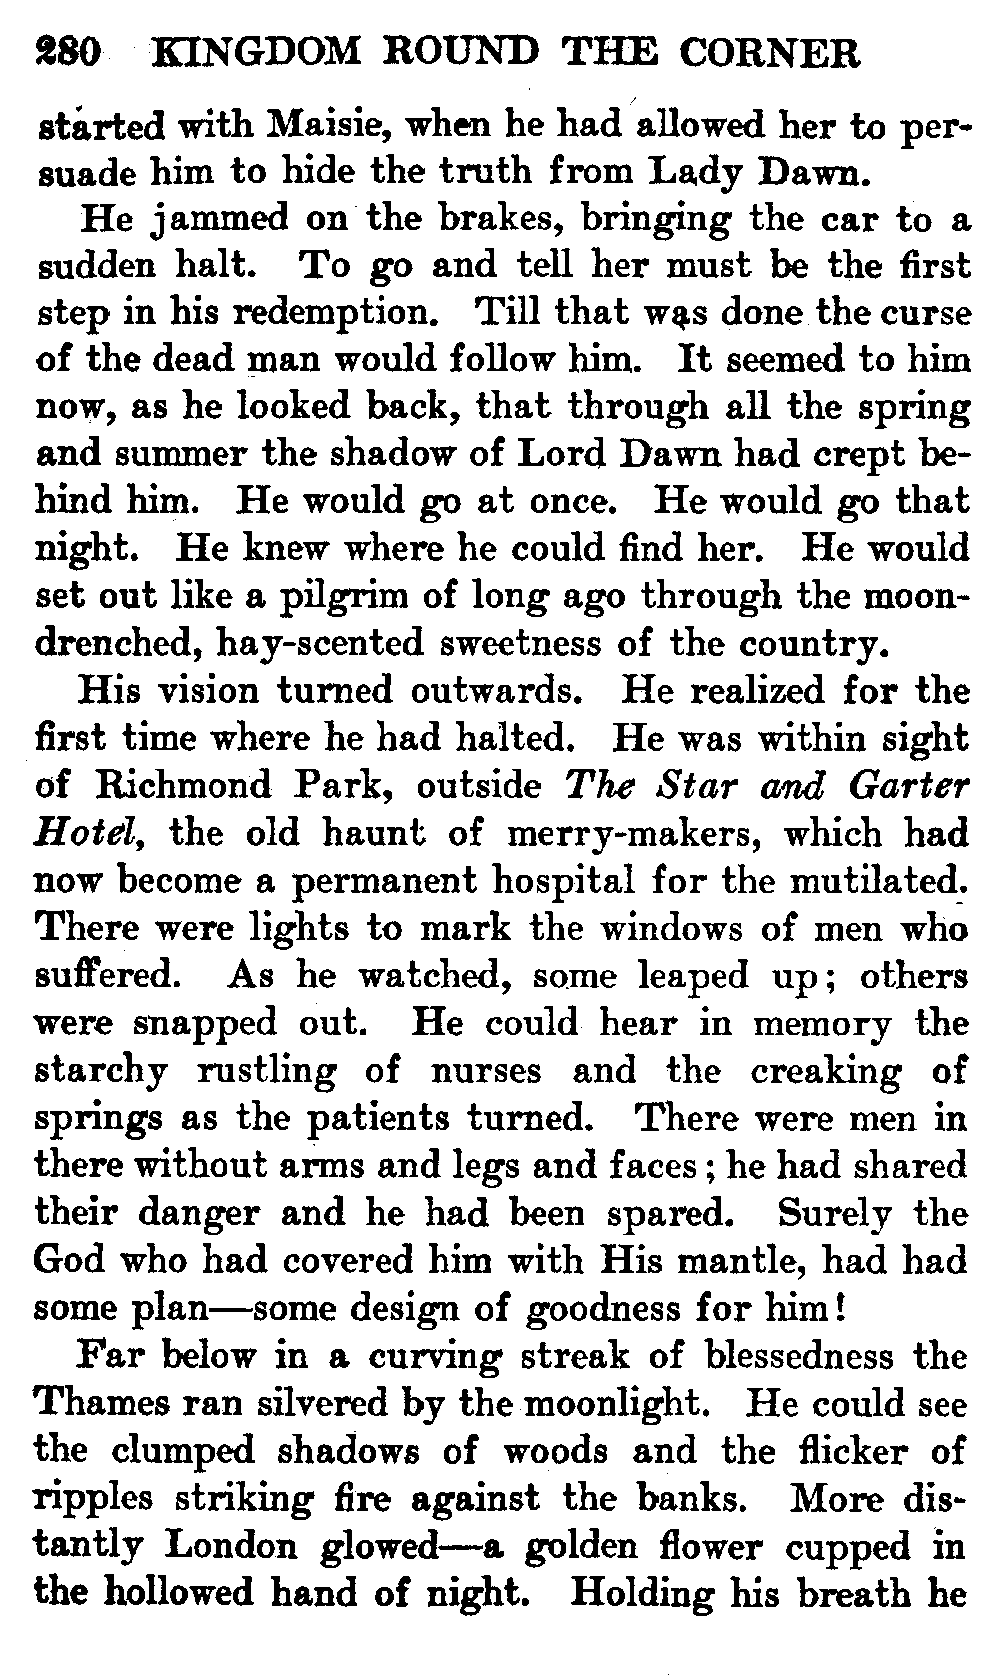 280 KINGDOM ROUND THE CORNER
started with Maisie, when he had allowed her to per-
suade him to hide the truth from Lady Dawn.
He jammed on the brakes, bringing the car to a
sudden halt. To go and tell her must be the first
step in his redemption. Till that was done the curse
of the dead man would follow him. It seemed to him
now, as he looked back, that through all the spring
and summer the shadow of Lord Dawn had crept be-
hind him. He would go at once. He would go that
night. He knew where he could find her. He would
set out like a pilgrim of long ago through the moon-
drenched, hay-scented sweetness of the country.
His vision turned outwards. He realized for the
first time where he had halted. He was within sight
of Richmond Park, outside The Star and Garter
Hotel, the old haunt of merry-makers, which had
now become a permanent hospital for the mutilated.
There were lights to mark the windows of men who
suffered. As he watched, some leaped up; others
were snapped out. He could hear in memory the
starchy rustling of nurses and the creaking of
springs as the patients turned. There were men in
there without arms and legs and faces; he had shared
their danger and he had been spared. Surely the
God who had covered him with His mantle, had had
some plan—some design of goodness for him!
Far below in a curving streak of blessedness the
Thames ran silvered by the moonlight. He could see
the clumped shadows of woods and the flicker of
ripples striking fire against the banks. More dis-
tantly London glowed—a golden flower cupped in
the hollowed hand of night. Holding his breath he